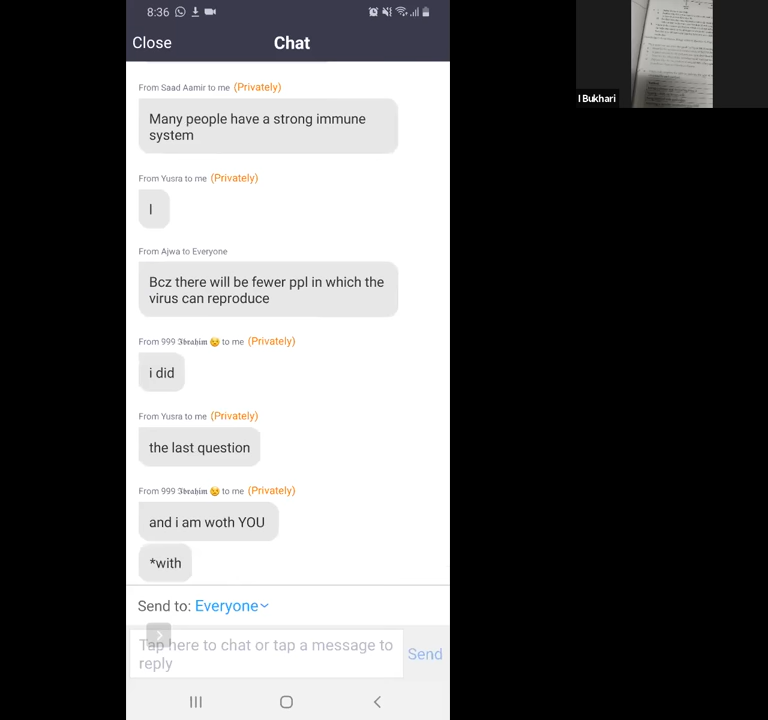 8:36
Close
Chat
From Saad Aamir to me (Privately)
Many people have a strong immune
system
From Yusra to me (Privately)
I
From Ajwa to Everyone
Bcz there will be fewer ppl in which the
virus can reproduce
From 999 𝕴𝖇𝖗𝖆𝖍𝖎𝖒 😒 to me (Privately)
i did
From Yusra to me (Privately)
the last question
From 999 𝕴𝖇𝖗𝖆𝖍𝖎𝖒 😒 to me (Privately)
and i am woth YOU
*with
Send to: Everyone
Tap here to chat or tap a message to
reply
Send
I Bukhari